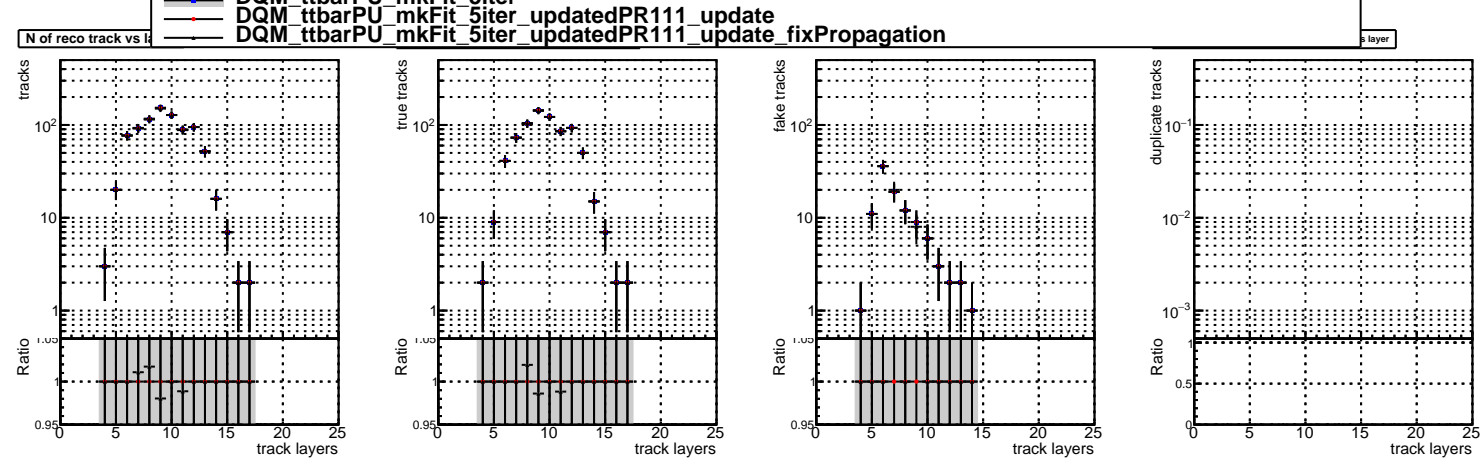 DQM_ttbarPU_mkFit_5iter
DQM_ttbarPU_mkFit_5iter_updatedPR111_update
DQM_ttbarPU_mkFit_5iter_updatedPR111_update_fixPropagation
N of reco track vs la
s layer
tracks
10²
10
1
Ratio
1.05
1
0.95
0 5 10 15 20 25
track layers
true tracks
10²
10
1
Ratio
1.05
1
0.95
0 5 10 15 20 25
track layers
fake tracks
10²
10
1
Ratio
1.05
1
0.95
0 5 10 15 20 25
track layers
duplicate tracks
10⁻¹
10⁻²
10⁻³
Ratio
1
0.5
0
0 5 10 15 20 25
track layers